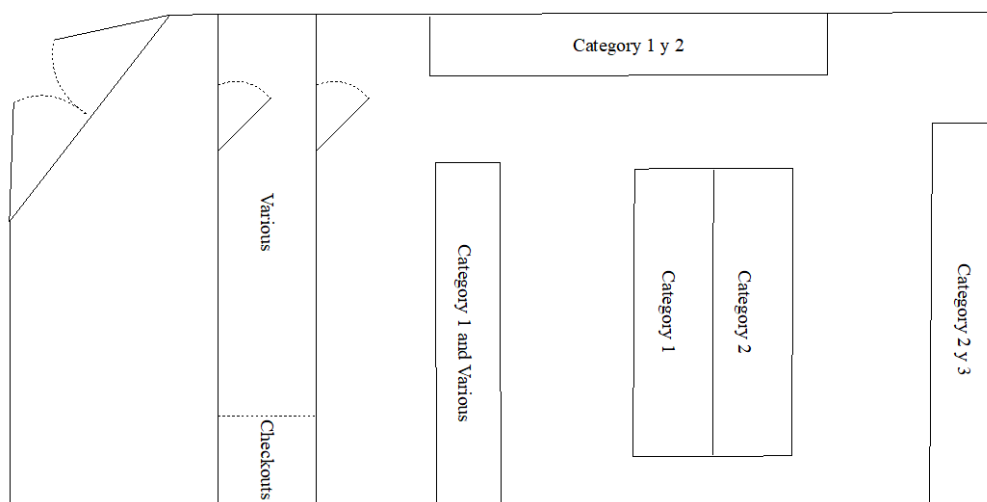 Category 1 y 2
Various
Checkouts
Category 1 and Various
Category 1
Category 2
Category 2 y 3